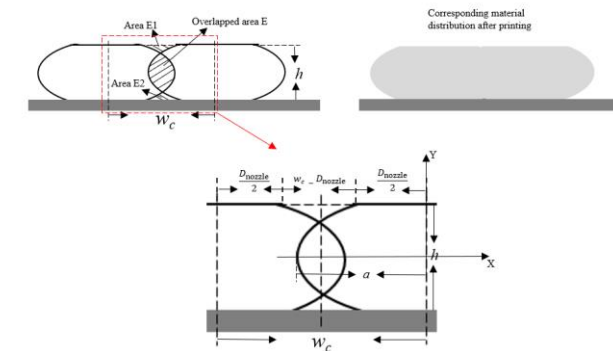 Area E1
Overlapped area E
Area E2
h
w_c
Corresponding material
distribution after printing
Y
D_nozzle/2
w_c - D_nozzle
D_nozzle/2
h
X
a
w_c